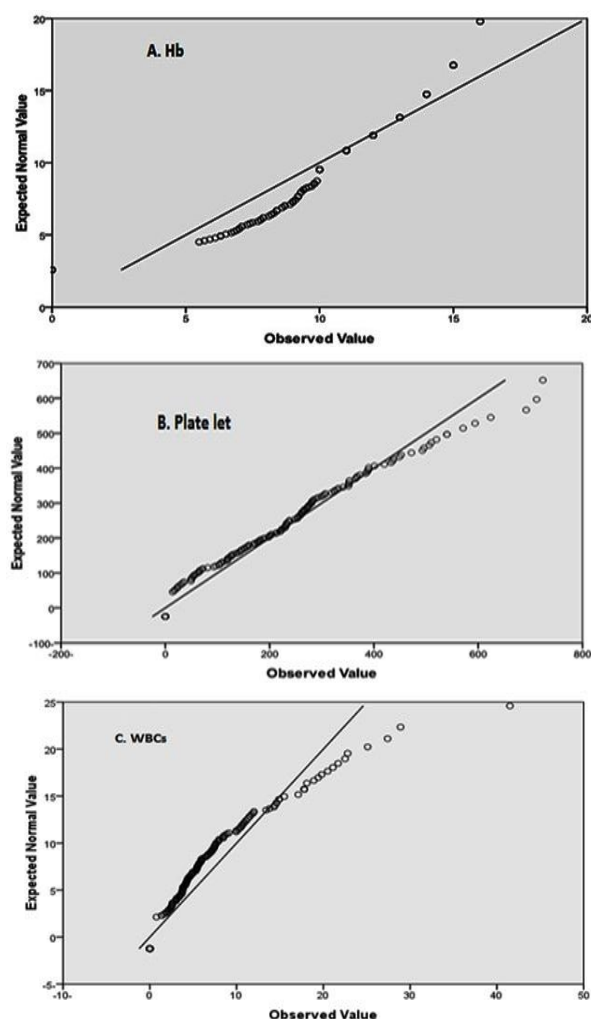 20
A. Hb
15
Expected Normal Value
10
5
0
0 5 10 15 20
Observed Value
700
600
B. Plate let
500
Expected Normal Value
400
300
200
100
0
100-
200- 0 200 400 600 800
Observed Value
25
C. WBCs
20
Expected Normal Value
15
10
5
0
5-
10- 0 10 20 30 40 50
Observed Value